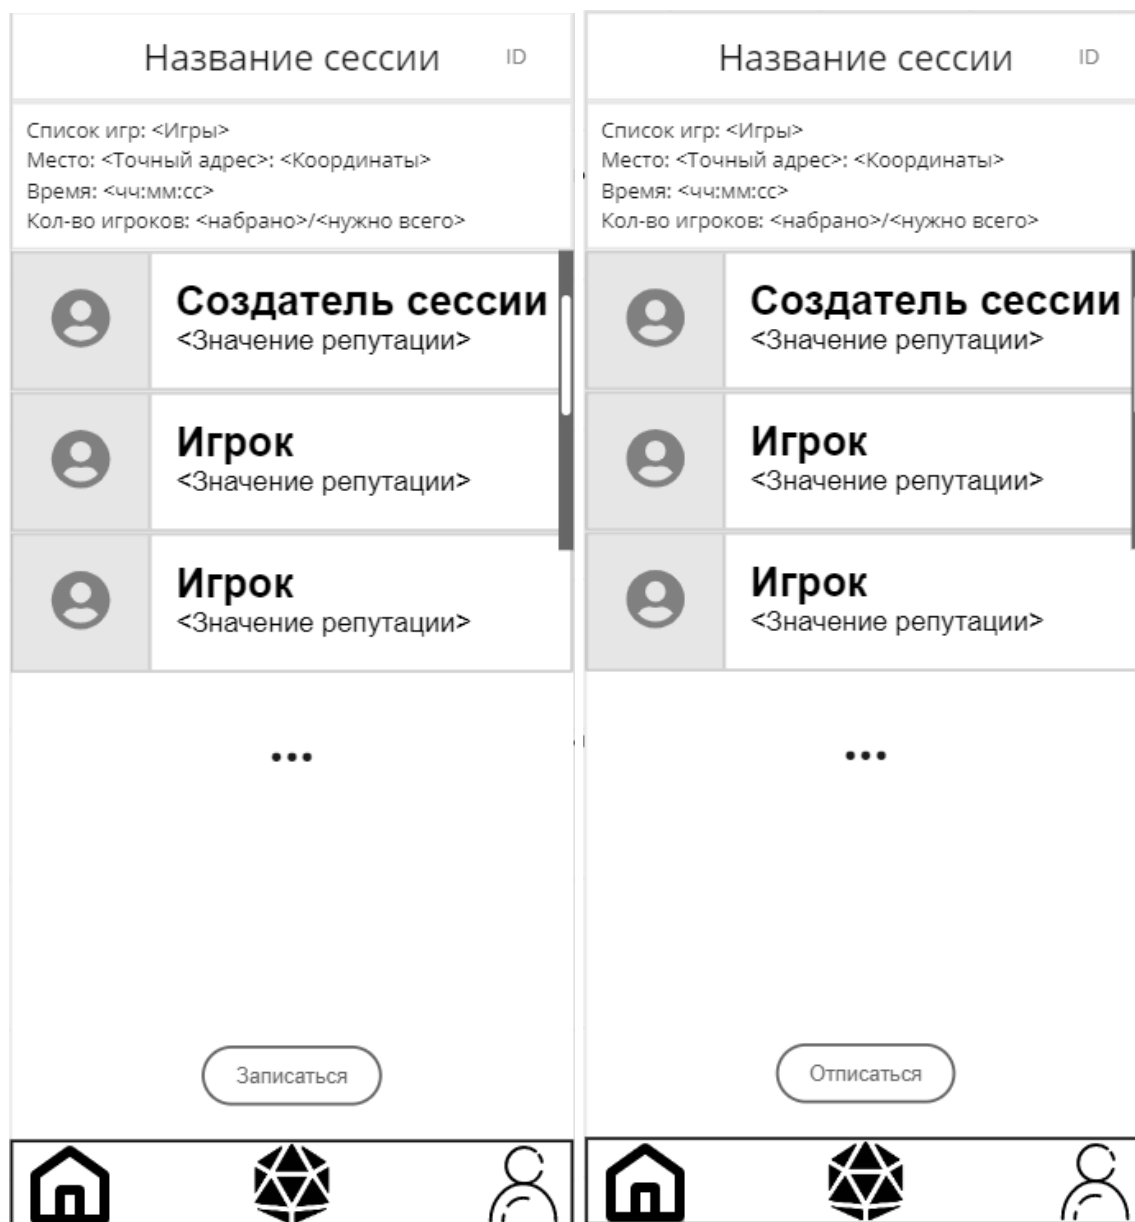 Название сессии ID
Список игр: <Игры>
Место: <Точный адрес>: <Координаты>
Время: <чч:мм:сс>
Кол-во игроков: <набрано>/<нужно всего>
Создатель сессии
<Значение репутации>
Игрок
<Значение репутации>
Игрок
<Значение репутации>
...
Записаться
Название сессии ID
Список игр: <Игры>
Место: <Точный адрес>: <Координаты>
Время: <чч:мм:сс>
Кол-во игроков: <набрано>/<нужно всего>
Создатель сессии
<Значение репутации>
Игрок
<Значение репутации>
Игрок
<Значение репутации>
...
Отписаться